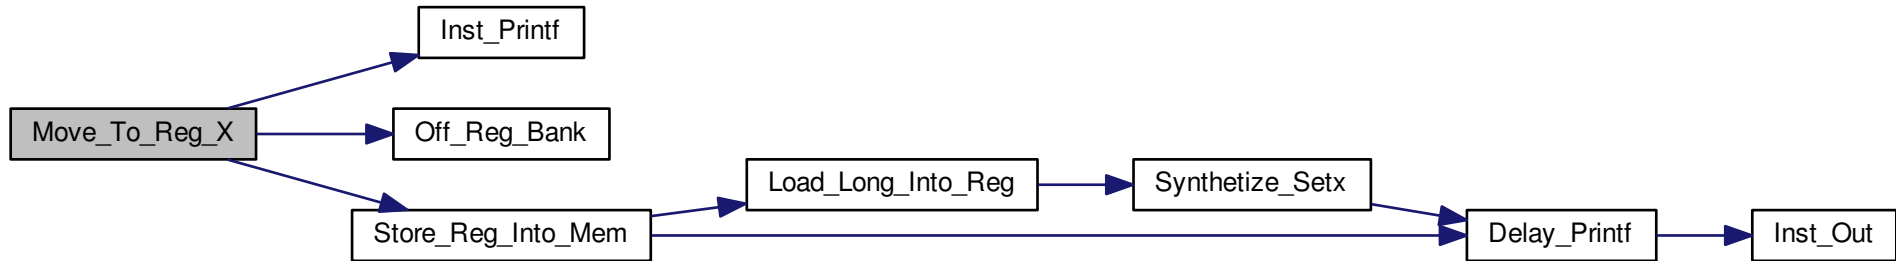 Inst_Printf
Move_To_Reg_X
Off_Reg_Bank
Store_Reg_Into_Mem
Load_Long_Into_Reg
Synthetize_Setx
Delay_Printf
Inst_Out